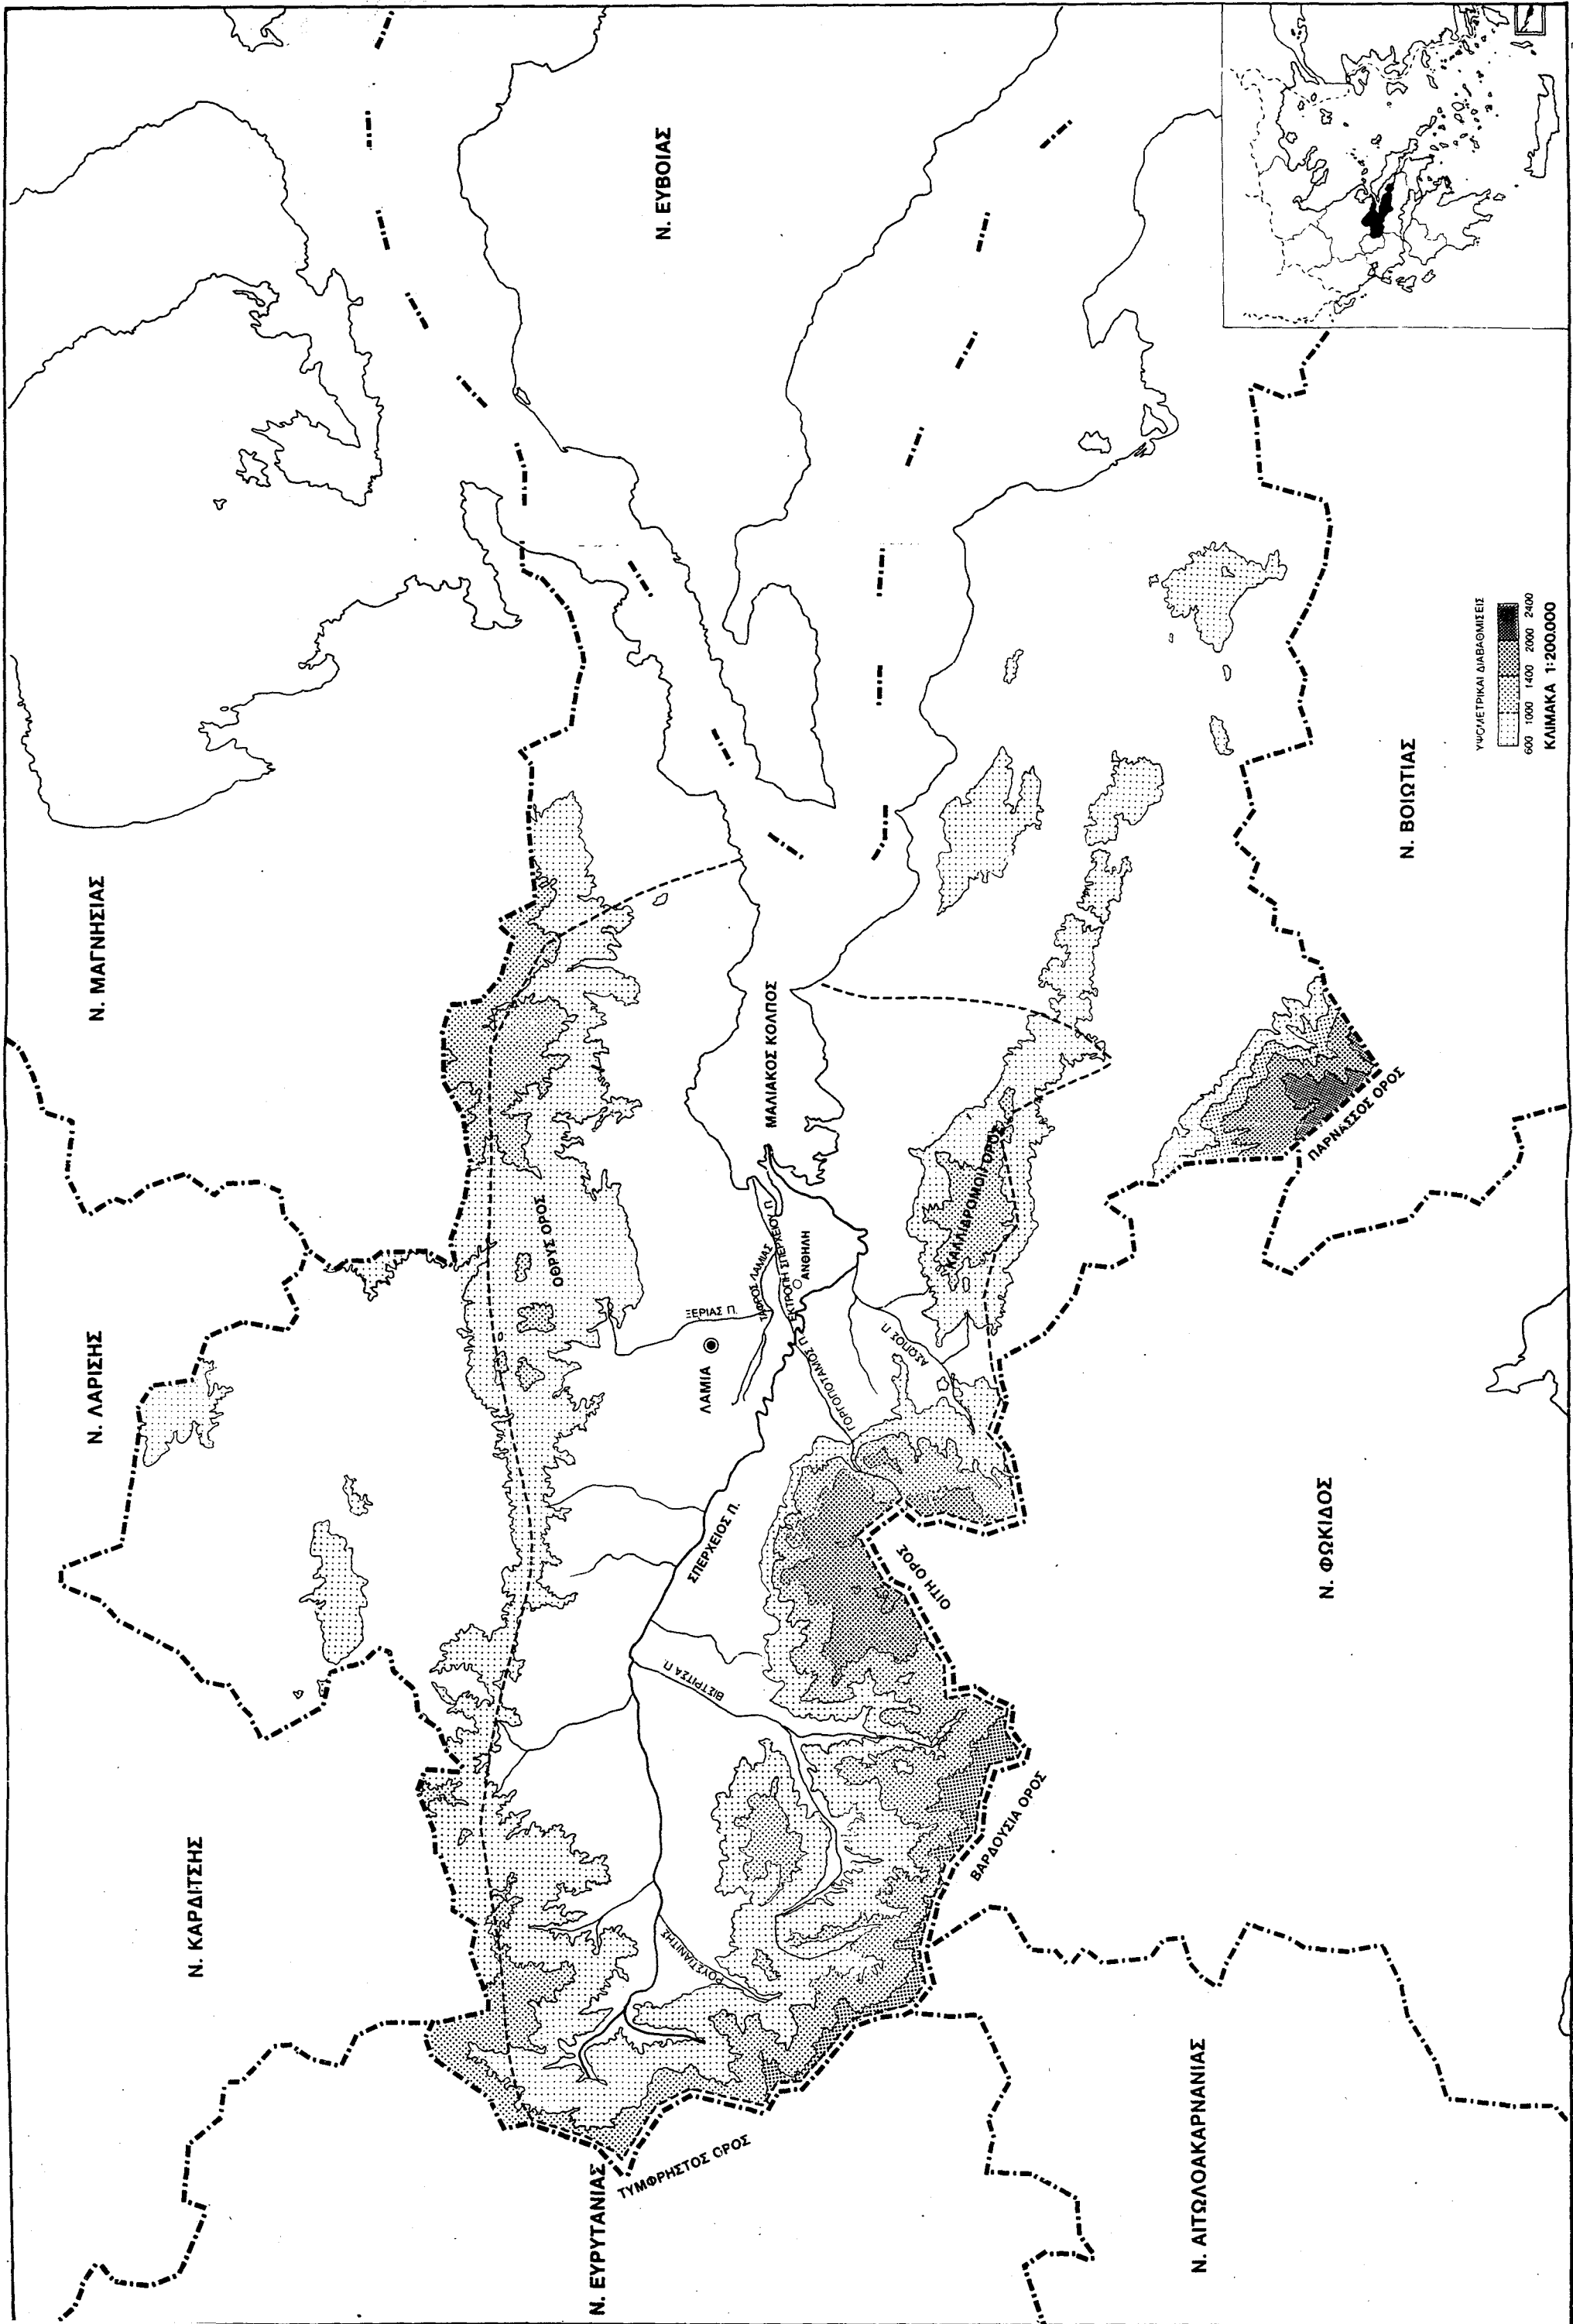 Ν. ΜΑΓΝΗΣΙΑΣ
Ν. ΛΑΡΙΣΗΣ
Ν. ΚΑΡΔΙΤΣΗΣ
Ν. ΕΥΡΥΤΑΝΙΑΣ
Ν. ΕΥΒΟΙΑΣ
ΟΘΡΥΣ ΟΡΟΣ
ΞΕΡΙΑΣ Π.
ΛΑΜΙΑ
ΤΑΦΡΟΣ ΛΑΜΙΑΣ
ΕΚΤΡΟΠΗ ΣΠΕΡΧΕΙΟΥ Π.
ΑΝΘΗΛΗ
ΜΑΛΙΑΚΟΣ ΚΟΛΠΟΣ
ΣΠΕΡΧΕΙΟΣ Π.
ΓΟΡΓΟΠΟΤΑΜΟΣ Π.
ΑΣΩΠΟΣ Π.
ΒΙΣΤΡΙΤΣΑ Π.
ΡΟΥΣΤΙΑΝΙΤΗΣ
ΚΑΛΛΙΔΡΟΜΟΝ ΟΡΟΣ
ΟΙΤΗ ΟΡΟΣ
ΒΑΡΔΟΥΣΙΑ ΟΡΟΣ
ΤΥΜΦΡΗΣΤΟΣ ΟΡΟΣ
ΠΑΡΝΑΣΣΟΣ ΟΡΟΣ
Ν. ΑΙΤΩΛΟΑΚΑΡΝΑΝΙΑΣ
Ν. ΦΩΚΙΔΟΣ
Ν. ΒΟΙΩΤΙΑΣ
ΥΨΟΜΕΤΡΙΚΑΙ ΔΙΑΒΑΘΜΙΣΕΙΣ
600 1000 1400 2000 2400
ΚΛΙΜΑΚΑ 1:200.000